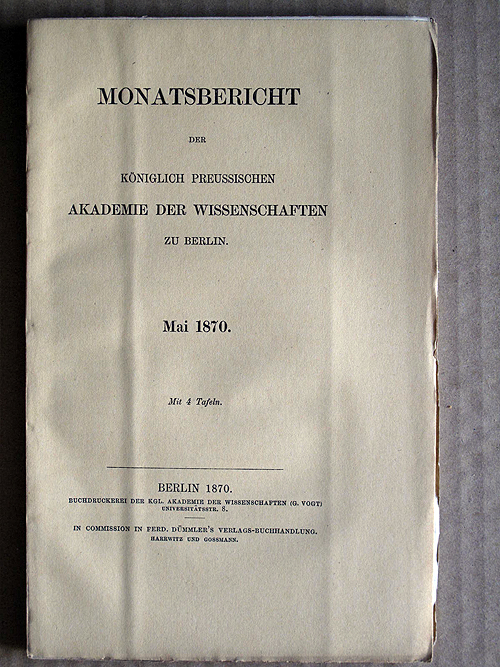 MONATSBERICHT
DER
KÖNIGLICH PREUSSISCHEN
AKADEMIE DER WISSENSCHAFTEN
ZU BERLIN.
Mai 1870.
Mit 4 Tafeln.
BERLIN 1870.
BUCHDRUCKEREI DER KGL. AKADEMIE DER WISSENSCHAFTEN (G. VOGT)
UNIVERSITÄTSSTR. 8.
IN COMMISSION IN FERD. DÜMMLER'S VERLAGS-BUCHHANDLUNG.
HARRWITZ UND GOSSMANN.